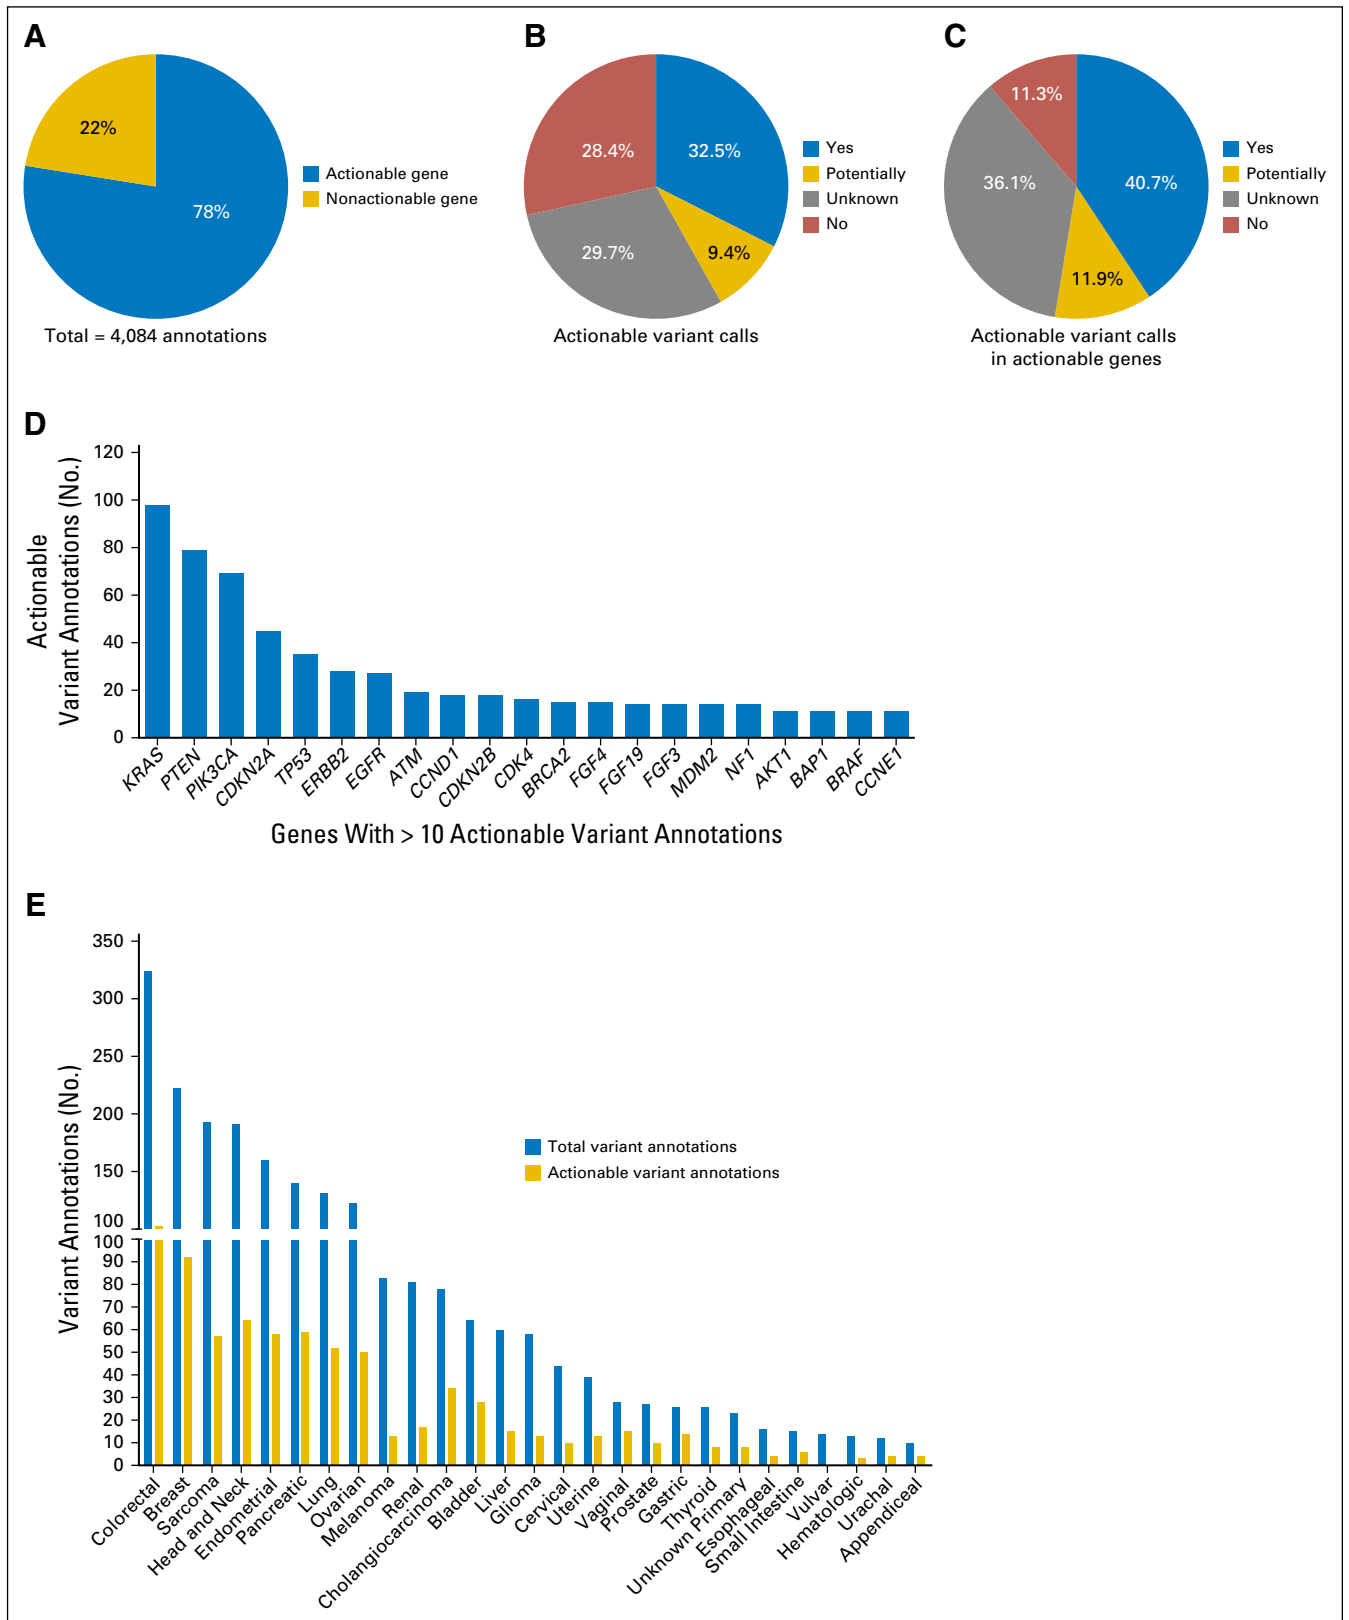 A
22%
78%
Actionable gene
Nonactionable gene
Total = 4,084 annotations
B
28.4%
32.5%
29.7%
9.4%
Yes
Potentially
Unknown
No
Actionable variant calls
C
11.3%
36.1%
40.7%
11.9%
Yes
Potentially
Unknown
No
Actionable variant calls
in actionable genes
D
Actionable
Variant Annotations (No.)
120
100
80
60
40
20
0
KRAS
PTEN
PIK3CA
CDKN2A
TP53
ERBB2
EGFR
ATM
CCND1
CDKN2B
CDK4
BRCA2
FGF4
FGF19
FGF3
MDM2
NF1
AKT1
BAP1
BRAF
CCNE1
Genes With > 10 Actionable Variant Annotations
E
Variant Annotations (No.)
350
300
250
200
150
100
100
90
80
70
60
50
40
30
20
10
0
Total variant annotations
Actionable variant annotations
Colorectal
Breast
Sarcoma
Head and Neck
Endometrial
Pancreatic
Lung
Ovarian
Melanoma
Renal
Cholangiocarcinoma
Bladder
Liver
Glioma
Cervical
Uterine
Vaginal
Prostate
Gastric
Thyroid
Unknown Primary
Esophageal
Small Intestine
Vulvar
Hematologic
Urachal
Appendiceal